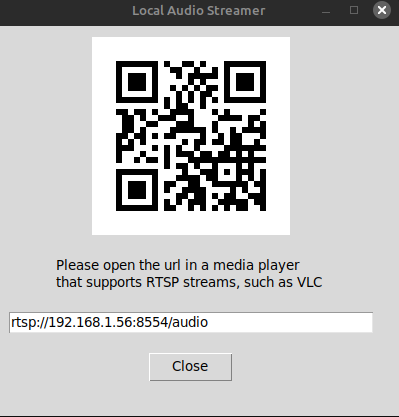 Local Audio Streamer
Please open the url in a media player
that supports RTSP streams, such as VLC
rtsp://192.168.1.56:8554/audio
Close